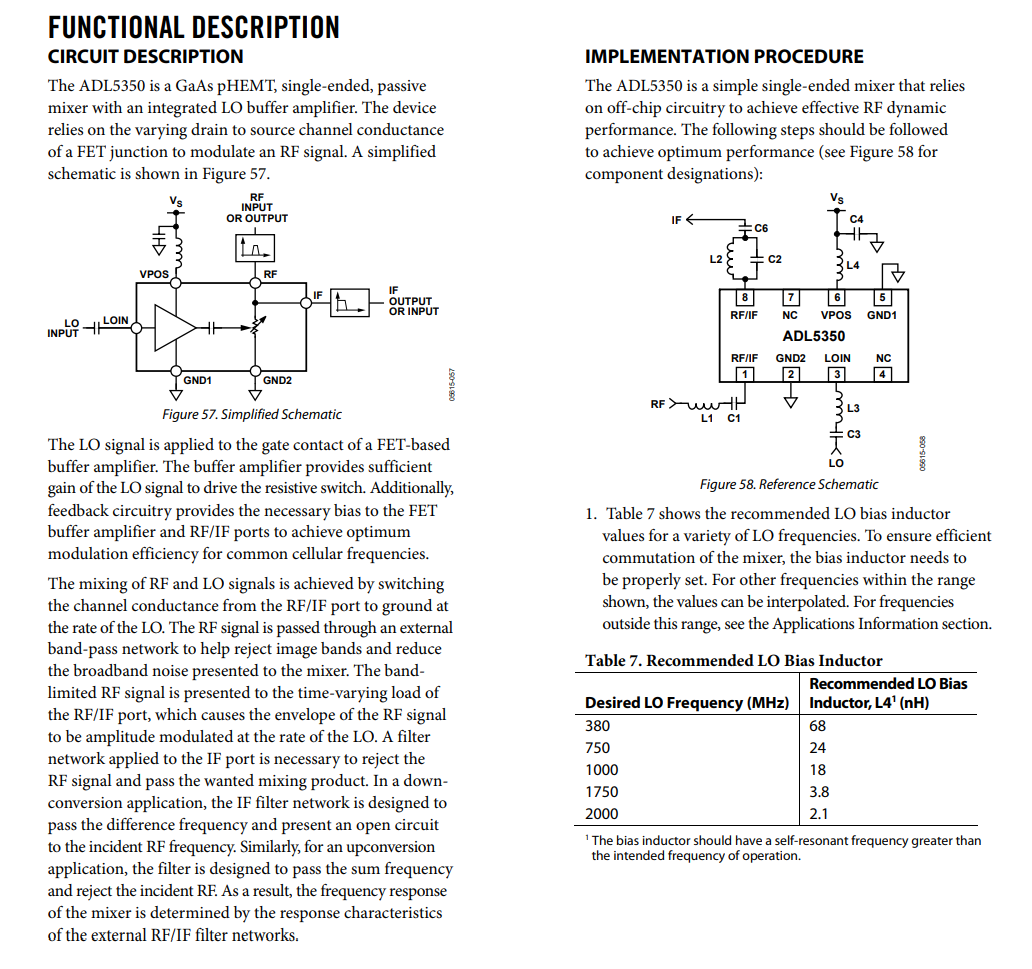 FUNCTIONAL DESCRIPTION
CIRCUIT DESCRIPTION
The ADL5350 is a GaAs pHEMT, single-ended, passive
mixer with an integrated LO buffer amplifier. The device
relies on the varying drain to source channel conductance
of a FET junction to modulate an RF signal. A simplified
schematic is shown in Figure 57.
VS
RF
INPUT
OR OUTPUT
VPOS
RF
IF
IF
OUTPUT
OR INPUT
LO
INPUT
LOIN
GND1
GND2
05615-057
Figure 57. Simplified Schematic
The LO signal is applied to the gate contact of a FET-based
buffer amplifier. The buffer amplifier provides sufficient
gain of the LO signal to drive the resistive switch. Additionally,
feedback circuitry provides the necessary bias to the FET
buffer amplifier and RF/IF ports to achieve optimum
modulation efficiency for common cellular frequencies.
The mixing of RF and LO signals is achieved by switching
the channel conductance from the RF/IF port to ground at
the rate of the LO. The RF signal is passed through an external
band-pass network to help reject image bands and reduce
the broadband noise presented to the mixer. The band-
limited RF signal is presented to the time-varying load of
the RF/IF port, which causes the envelope of the RF signal
to be amplitude modulated at the rate of the LO. A filter
network applied to the IF port is necessary to reject the
RF signal and pass the wanted mixing product. In a down-
conversion application, the IF filter network is designed to
pass the difference frequency and present an open circuit
to the incident RF frequency. Similarly, for an upconversion
application, the filter is designed to pass the sum frequency
and reject the incident RF. As a result, the frequency response
of the mixer is determined by the response characteristics
of the external RF/IF filter networks.
IMPLEMENTATION PROCEDURE
The ADL5350 is a simple single-ended mixer that relies
on off-chip circuitry to achieve effective RF dynamic
performance. The following steps should be followed
to achieve optimum performance (see Figure 58 for
component designations):
VS
IF
C6
C4
L2
C2
L4
8 7 6 5
RF/IF NC VPOS GND1
ADL5350
RF/IF GND2 LOIN NC
1 2 3 4
RF
L1 C1
L3
C3
LO
05615-058
Figure 58. Reference Schematic
1. Table 7 shows the recommended LO bias inductor
values for a variety of LO frequencies. To ensure efficient
commutation of the mixer, the bias inductor needs to
be properly set. For other frequencies within the range
shown, the values can be interpolated. For frequencies
outside this range, see the Applications Information section.
Table 7. Recommended LO Bias Inductor
Desired LO Frequency (MHz) Recommended LO Bias
Inductor, L4¹ (nH)
380 68
750 24
1000 18
1750 3.8
2000 2.1
¹ The bias inductor should have a self-resonant frequency greater than
the intended frequency of operation.